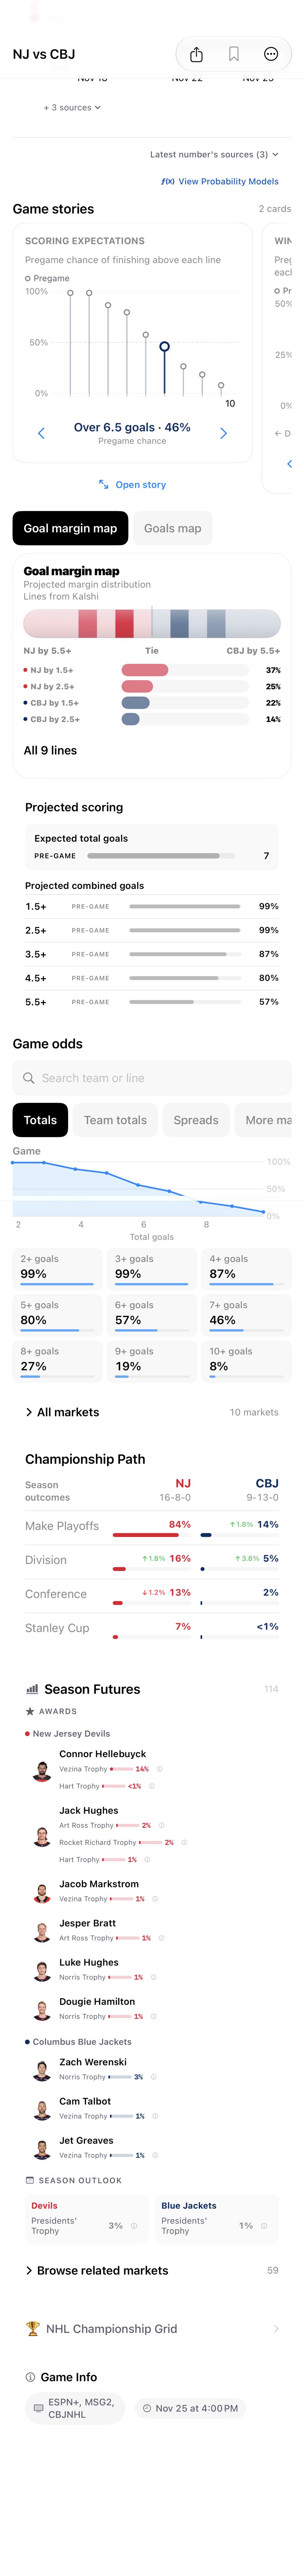 NJ vs CBJ
Nov 18 Nov 22 Nov 25
+ 3 sources
Latest number's sources (3)
f(x) View Probability Models
Game stories 2 cards
SCORING EXPECTATIONS
Pregame chance of finishing above each line
Pregame
100%
50%
0%
10
Over 6.5 goals · 46%
Pregame chance
WIN
Preg
eacl
Pr
50%
25%
0%
← D
Open story
Goal margin map Goals map
Goal margin map
Projected margin distribution
Lines from Kalshi
NJ by 5.5+ Tie CBJ by 5.5+
NJ by 1.5+ 37%
NJ by 2.5+ 25%
CBJ by 1.5+ 22%
CBJ by 2.5+ 14%
All 9 lines
Projected scoring
Expected total goals
PRE-GAME 7
Projected combined goals
1.5+ PRE-GAME 99%
2.5+ PRE-GAME 99%
3.5+ PRE-GAME 87%
4.5+ PRE-GAME 80%
5.5+ PRE-GAME 57%
Game odds
Search team or line
Totals Team totals Spreads More ma
Game
100%
50%
0%
2 4 6 8
Total goals
2+ goals 3+ goals 4+ goals
99% 99% 87%
5+ goals 6+ goals 7+ goals
80% 57% 46%
8+ goals 9+ goals 10+ goals
27% 19% 8%
All markets 10 markets
Championship Path
Season outcomes NJ CBJ
16-8-0 9-13-0
Make Playoffs 84% ↑1.8% 14%
Division ↑1.8% 16% ↑3.8% 5%
Conference ↓1.2% 13% 2%
Stanley Cup 7% <1%
Season Futures 114
AWARDS
New Jersey Devils
Connor Hellebuyck
Vezina Trophy 14%
Hart Trophy <1%
Jack Hughes
Art Ross Trophy 2%
Rocket Richard Trophy 2%
Hart Trophy 1%
Jacob Markstrom
Vezina Trophy 1%
Jesper Bratt
Art Ross Trophy 1%
Luke Hughes
Norris Trophy 1%
Dougie Hamilton
Norris Trophy 1%
Columbus Blue Jackets
Zach Werenski
Norris Trophy 3%
Cam Talbot
Vezina Trophy 1%
Jet Greaves
Vezina Trophy 1%
SEASON OUTLOOK
Devils
Presidents' Trophy 3%
Blue Jackets
Presidents' Trophy 1%
Browse related markets 59
NHL Championship Grid
Game Info
ESPN+, MSG2,
CBJNHL
Nov 25 at 4:00 PM